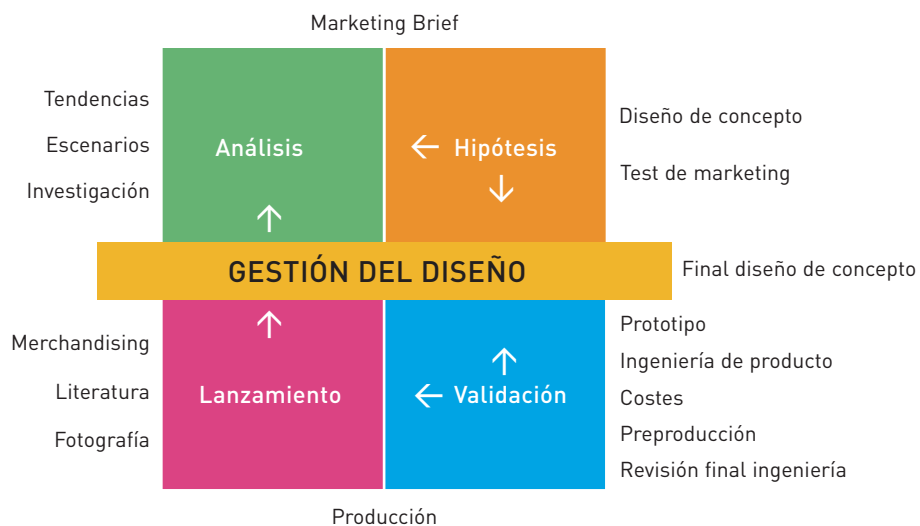 Marketing Brief
Tendencias
Escenarios
Investigación
Análisis
← Hipótesis
↓
↑
Diseño de concepto
Test de marketing
GESTIÓN DEL DISEÑO
Final diseño de concepto
Merchandising
Literatura
Fotografía
↑
Lanzamiento
↑
← Validación
Prototipo
Ingeniería de producto
Costes
Preproducción
Revisión final ingeniería
Producción